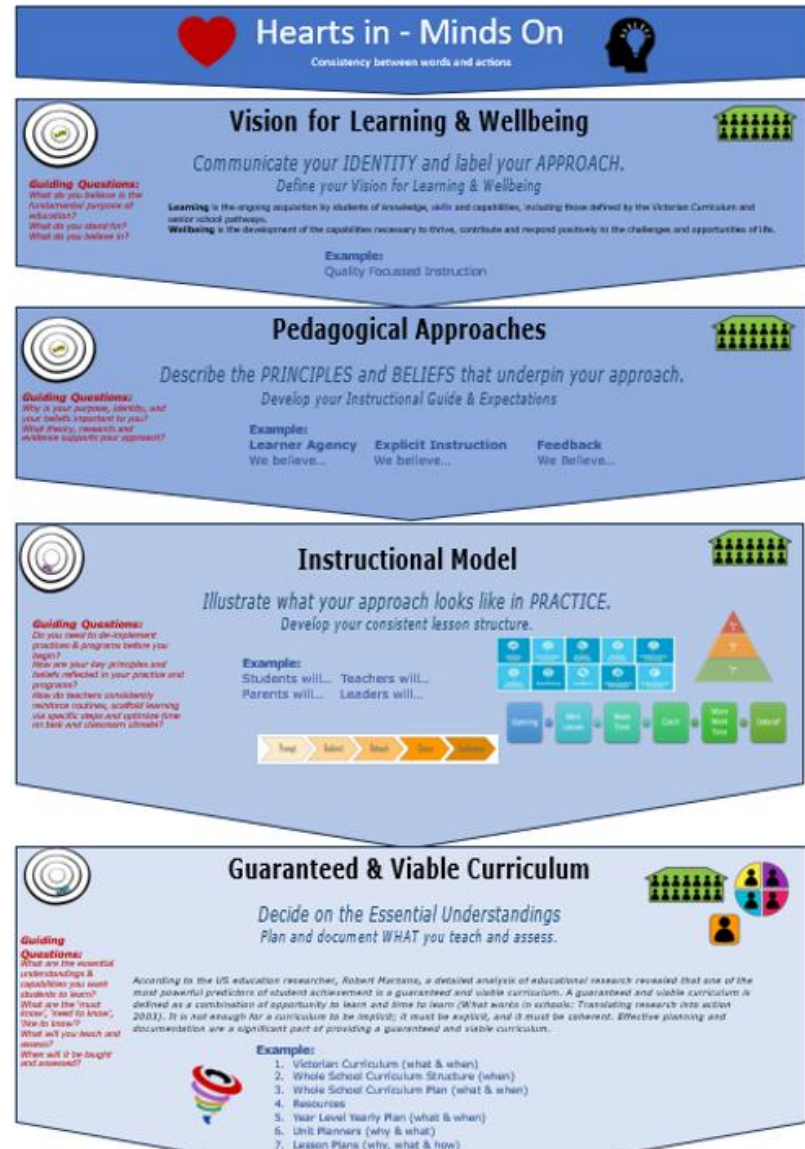 Hearts in - Minds On
Consistency between words and actions
Vision for Learning & Wellbeing
Communicate your IDENTITY and label your APPROACH.
Define your Vision for Learning & Wellbeing
Guiding Questions:
What do you believe is the
fundamental purpose of
education?
What do you stand for?
What do you believe in?
Learning is the ongoing acquisition by students of knowledge, skills and capabilities, including those defined by the Victorian Curriculum and
senior school pathways.
Wellbeing is the development of the capabilities necessary to thrive, contribute and respond positively to the challenges and opportunities of life.
Example:
Quality Focussed Instruction
Pedagogical Approaches
Describe the PRINCIPLES and BELIEFS that underpin your approach.
Develop your Instructional Guide & Expectations
Guiding Questions:
Why is your purpose, identity, and
your beliefs important to you?
What theory, research and
evidence supports your approach?
Example:
Learner Agency Explicit Instruction Feedback
We believe... We believe... We Believe...
Instructional Model
Illustrate what your approach looks like in PRACTICE.
Develop your consistent lesson structure.
Guiding Questions:
Do you need to de-implement
practices & programs before you
begin?
How are your key principles and
beliefs reflected in your practice and
programs?
How do teachers consistently
reinforce routines, scaffold learning
via specific steps and optimize time
on task and classroom climate?
Example:
Students will... Teachers will...
Parents will... Leaders will...
Opening
Mini
Lesson
Work
Time
Catch
More
Work
Time
Debrief
Prompt
Redirect
Reteach
Guaranteed & Viable Curriculum
Decide on the Essential Understandings
Plan and document WHAT you teach and assess.
Guiding
Questions:
What are the essential
understandings &
capabilities you want
students to learn?
What are the 'must
know', 'need to know',
'like to know'?
What will you teach and
assess?
When will it be taught
and assessed?
According to the US education researcher, Robert Marzano, a detailed analysis of educational research revealed that one of the
most powerful predictors of student achievement is a guaranteed and viable curriculum. A guaranteed and viable curriculum is
defined as a combination of opportunity to learn and time to learn (What works in schools: Translating research into action
2003). It is not enough for a curriculum to be implicit; it must be explicit, and it must be coherent. Effective planning and
documentation are a significant part of providing a guaranteed and viable curriculum.
Example:
1. Victorian Curriculum (what & when)
2. Whole School Curriculum Structure (when)
3. Whole School Curriculum Plan (what & when)
4. Resources
5. Year Level Yearly Plan (what & when)
6. Unit Planners (why & what)
7. Lesson Plans (why, what & how)